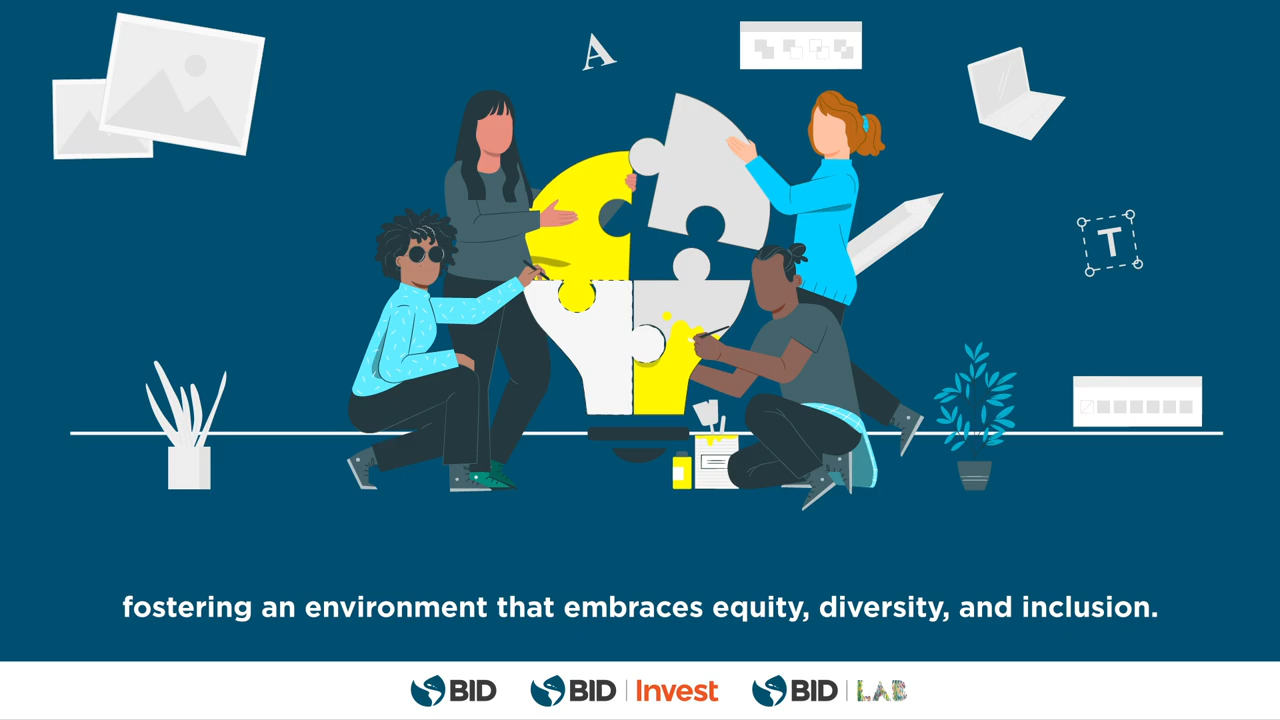 A
T
fostering an environment that embraces equity, diversity, and inclusion.
BID BID | Invest BID | LAB